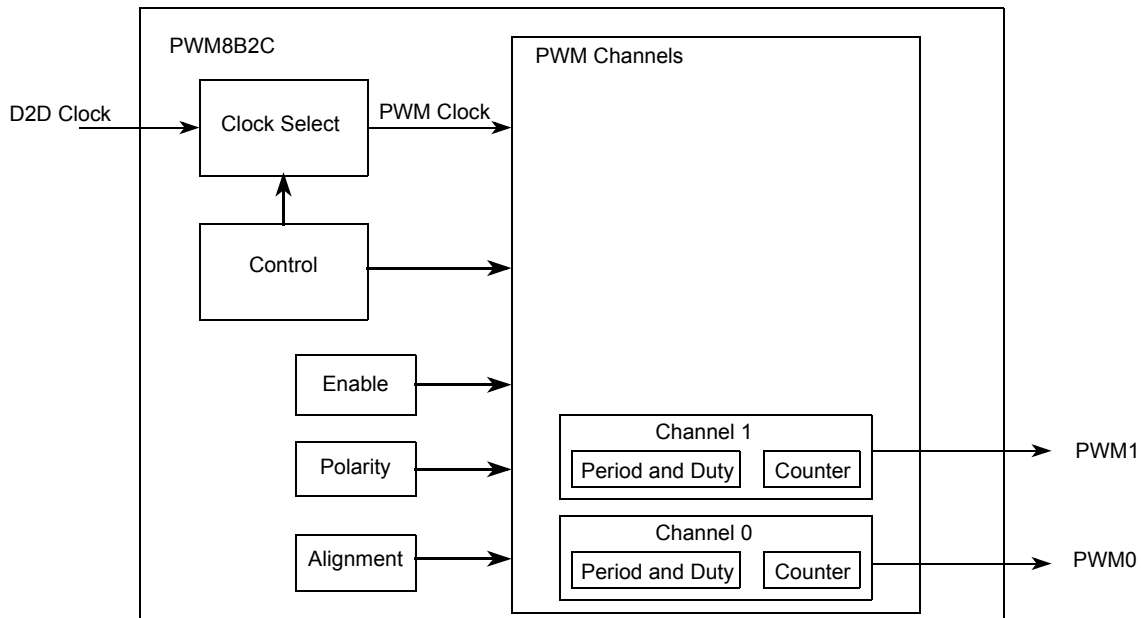 PWM8B2C
PWM Channels
D2D Clock
Clock Select
PWM Clock
Control
Enable
Polarity
Alignment
Channel 1
Period and Duty
Counter
PWM1
Channel 0
Period and Duty
Counter
PWM0